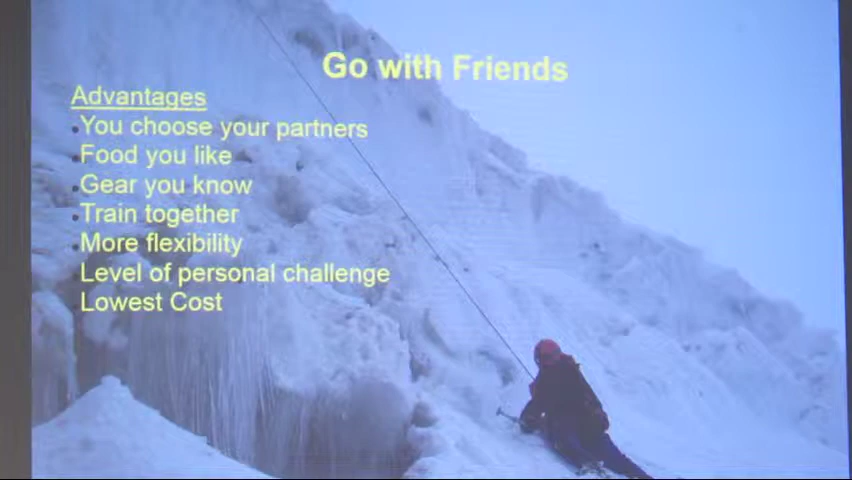 Go with Friends
Advantages
•You choose your partners
•Food you like
•Gear you know
•Train together
•More flexibility
Level of personal challenge
Lowest Cost